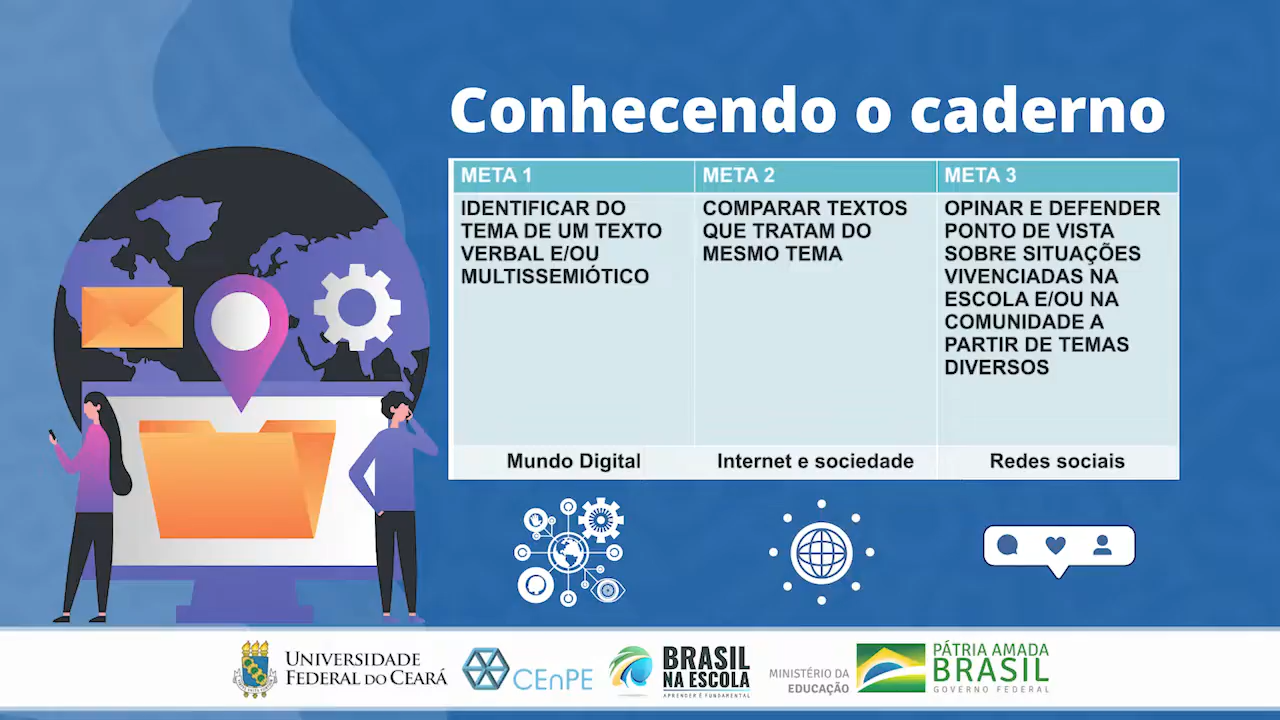 Conhecendo o caderno
META 1
IDENTIFICAR DO
TEMA DE UM TEXTO
VERBAL E/OU
MULTISSEMIÓTICO
Mundo Digital
META 2
COMPARAR TEXTOS
QUE TRATAM DO
MESMO TEMA
Internet e sociedade
META 3
OPINAR E DEFENDER
PONTO DE VISTA
SOBRE SITUAÇÕES
VIVENCIADAS NA
ESCOLA E/OU NA
COMUNIDADE A
PARTIR DE TEMAS
DIVERSOS
Redes sociais
UNIVERSIDADE
FEDERAL DO CEARÁ
CEnPE
BRASIL
NA ESCOLA
APRENDER É FUNDAMENTAL
MINISTÉRIO DA
EDUCAÇÃO
PÁTRIA AMADA
BRASIL
GOVERNO FEDERAL